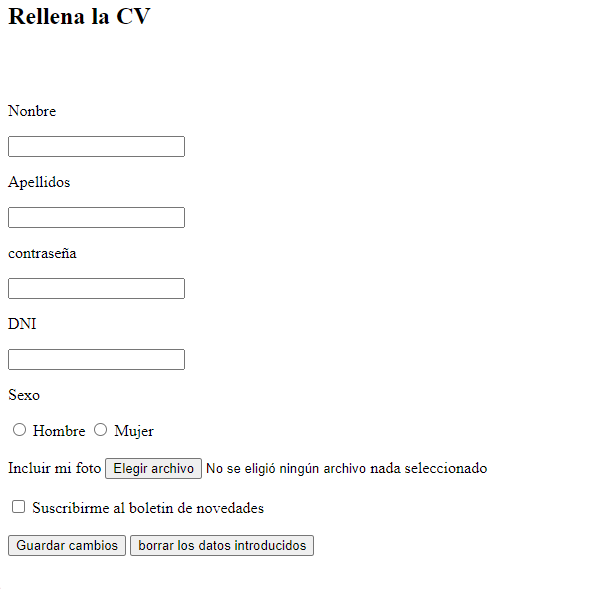 Rellena la CV
Nonbre
Apellidos
contraseña
DNI
Sexo
Hombre Mujer
Incluir mi foto Elegir archivo No se eligió ningún archivo nada seleccionado
Suscribirme al boletin de novedades
Guardar cambios borrar los datos introducidos